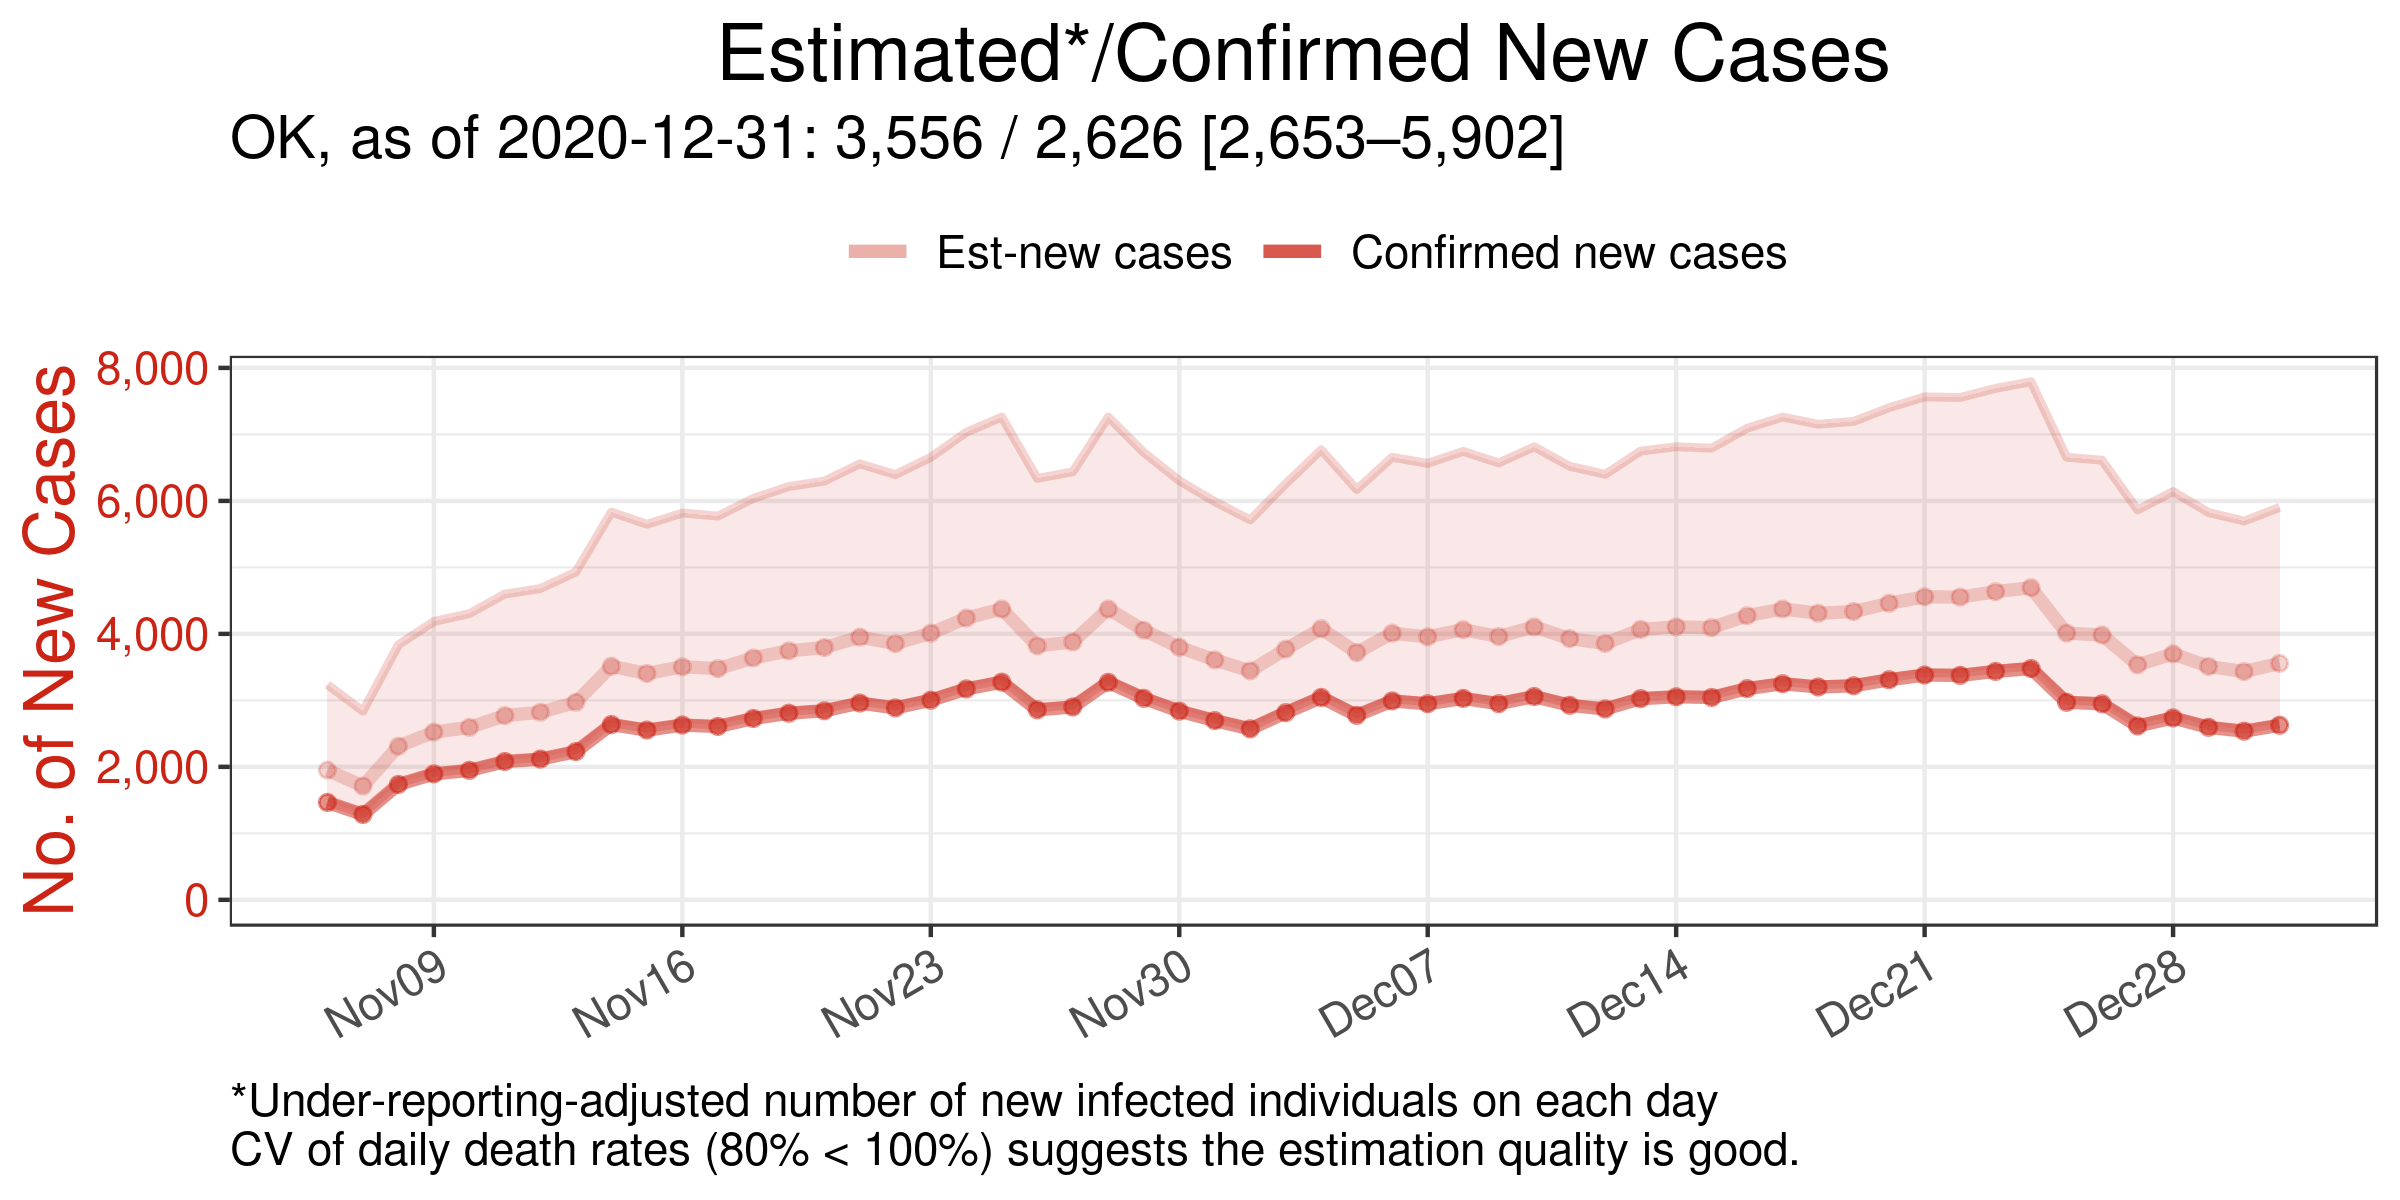 Estimated*/Confirmed New Cases
OK, as of 2020-12-31: 3,556 / 2,626 [2,653–5,902]
Est-new cases
Confirmed new cases
No. of New Cases
8,000
6,000
4,000
2,000
0
Nov09
Nov16
Nov23
Nov30
Dec07
Dec14
Dec21
Dec28
*Under-reporting-adjusted number of new infected individuals on each day
CV of daily death rates (80% < 100%) suggests the estimation quality is good.